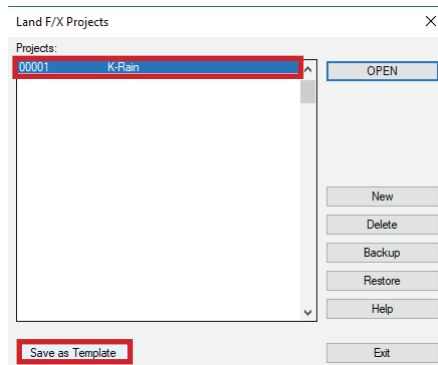 Land F/X Projects
Projects:
00001 K-Rain
OPEN
New
Delete
Backup
Restore
Help
Save as Template
Exit